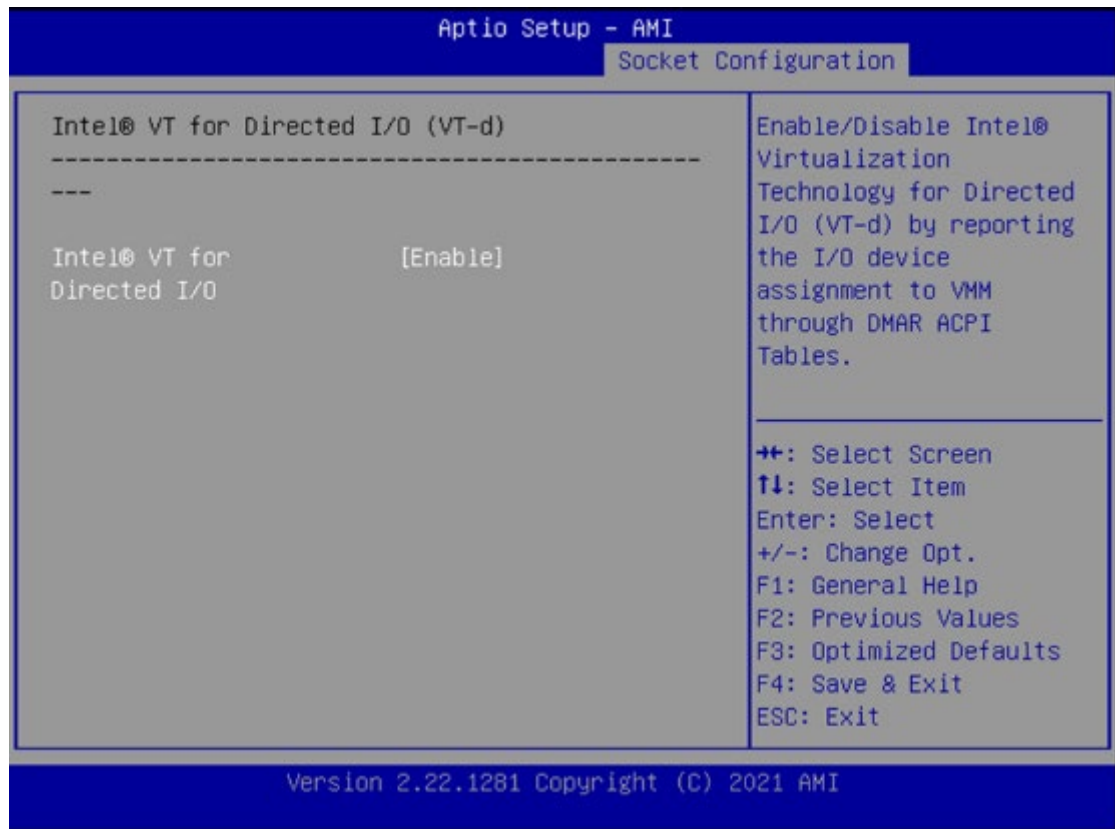 Aptio Setup – AMI
Socket Configuration
Intel® VT for Directed I/O (VT-d)
-----------------------------------------------
---
Intel® VT for [Enable]
Directed I/O
Enable/Disable Intel®
Virtualization
Technology for Directed
I/O (VT-d) by reporting
the I/O device
assignment to VMM
through DMAR ACPI
Tables.
→←: Select Screen
↑↓: Select Item
Enter: Select
+/-: Change Opt.
F1: General Help
F2: Previous Values
F3: Optimized Defaults
F4: Save & Exit
ESC: Exit
Version 2.22.1281 Copyright (C) 2021 AMI